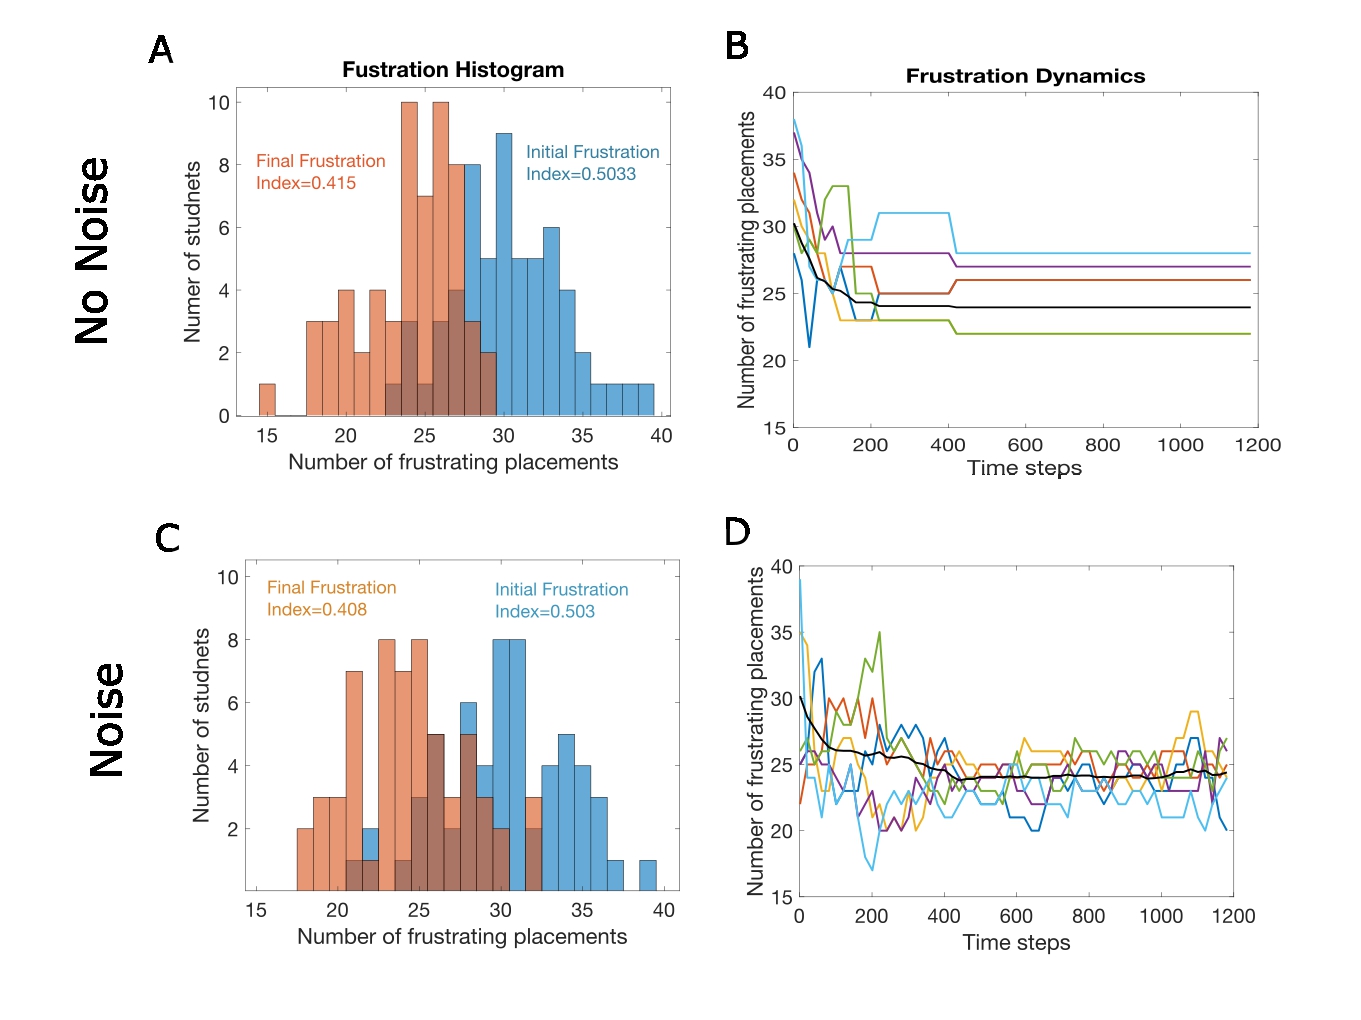 A
Fustration Histogram
No Noise
Numer of studnets
10
8
6
4
2
0
Final Frustration
Index=0.415
Initial Frustration
Index=0.5033
15 20 25 30 35 40
Number of frustrating placements
B
Frustration Dynamics
Number of frustrating placements
40
35
30
25
20
15
0 200 400 600 800 1000 1200
Time steps
C
Noise
Number of studnets
10
8
6
4
2
Final Frustration
Index=0.408
Initial Frustration
Index=0.503
15 20 25 30 35 40
Number of frustrating placements
D
Number of frustrating placements
40
35
30
25
20
15
0 200 400 600 800 1000 1200
Time steps